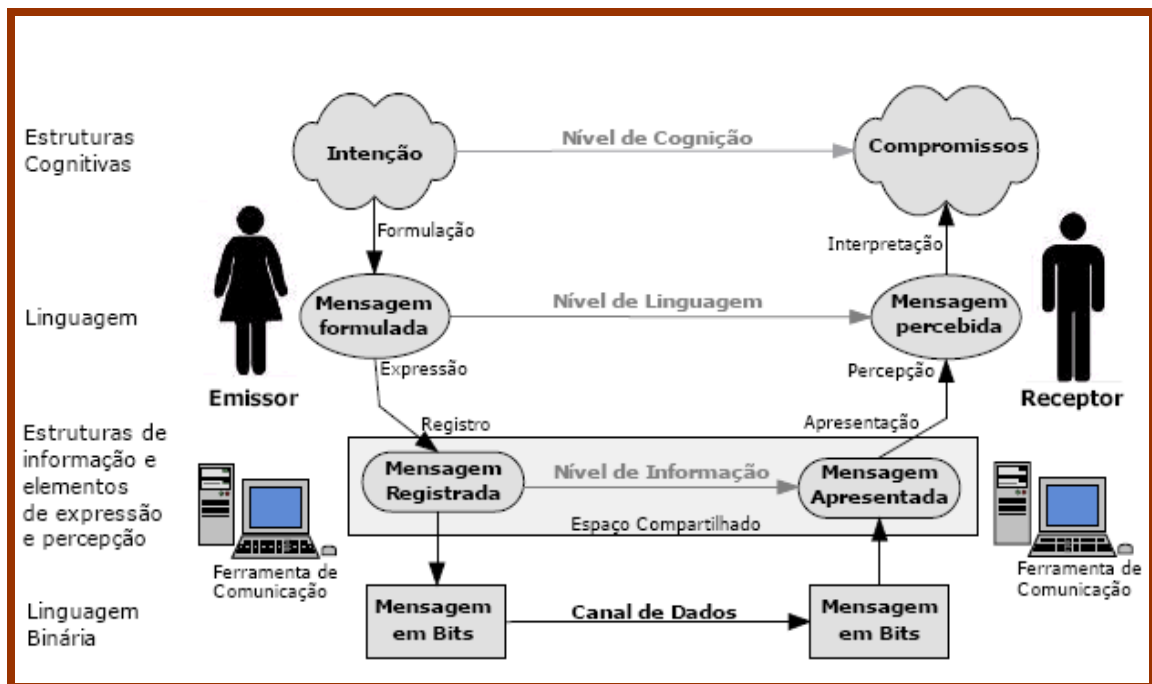 Estruturas
Cognitivas
Intenção
Nível de Cognição
Compromissos
Formulação
Interpretação
Linguagem
Mensagem
formulada
Nível de Linguagem
Mensagem
percebida
Expressão
Percepção
Emissor
Receptor
Registro
Apresentação
Estruturas de
informação e
elementos
de expressão
e percepção
Mensagem
Registrada
Nível de Informação
Mensagem
Apresentada
Espaço Compartilhado
Ferramenta de
Comunicação
Ferramenta de
Comunicação
Linguagem
Binária
Mensagem
em Bits
Canal de Dados
Mensagem
em Bits